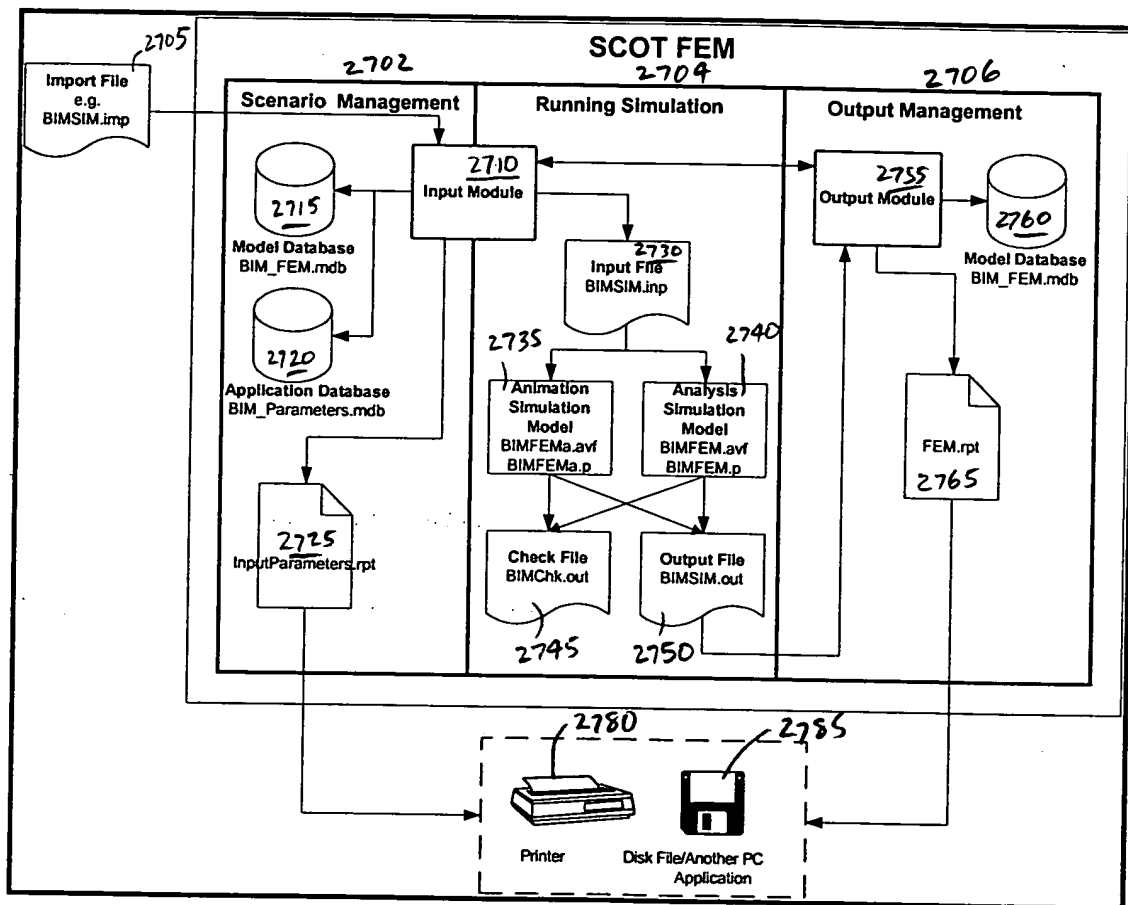 SCOT FEM
2705
Import File
e.g.
BIMSIM.imp
2702
2704
2706
Scenario Management
Running Simulation
Output Management
2710
Input Module
2715
Model Database
BIM_FEM.mdb
2720
Application Database
BIM_Parameters.mdb
2725
InputParameters.rpt
2730
Input File
BIMSIM.inp
2735
Animation
Simulation
Model
BIMFEMa.avf
BIMFEMa.p
2740
Analysis
Simulation
Model
BIMFEM.avf
BIMFEM.p
Check File
BIMChk.out
2745
Output File
BIMSIM.out
2750
2755
Output Module
2760
Model Database
BIM_FEM.mdb
FEM.rpt
2765
2780
Printer
2785
Disk File/Another PC
Application